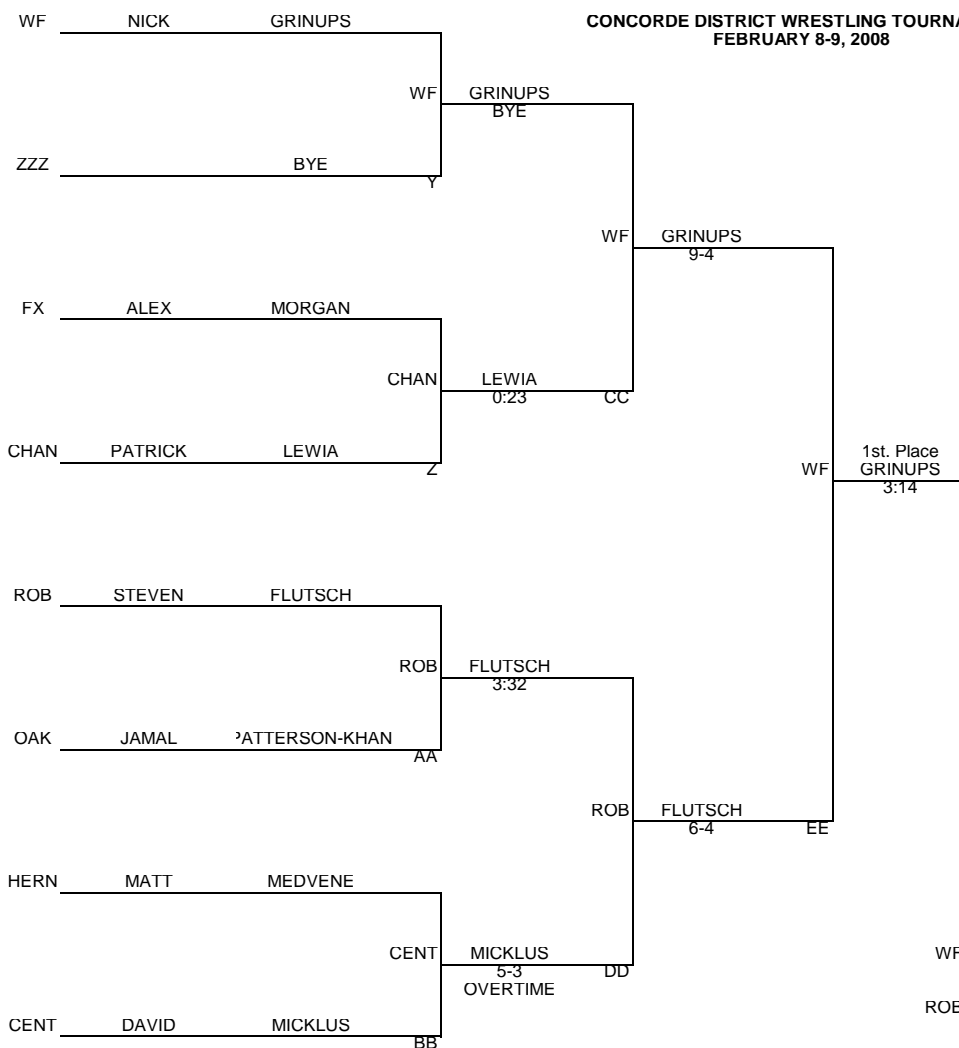 WF NICK GRINUPS
CONCORDE DISTRICT WRESTLING
FEBRUARY 8-9, 2008
WF GRINUPS
BYE
ZZZ BYE
Y
WF GRINUPS
9-4
FX ALEX MORGAN
CHAN LEWIA
0:23 CC
CHAN PATRICK LEWIA
Z
1st. Place
WF GRINUPS
3:14
ROB STEVEN FLUTSCH
ROB FLUTSCH
3:32
OAK JAMAL PATTERSON-KHAN
AA
ROB FLUTSCH
6-4 EE
HERN MATT MEDVENE
CENT MICKLUS
5-3 DD
OVERTIME
WF
ROB
CENT DAVID MICKLUS
BB